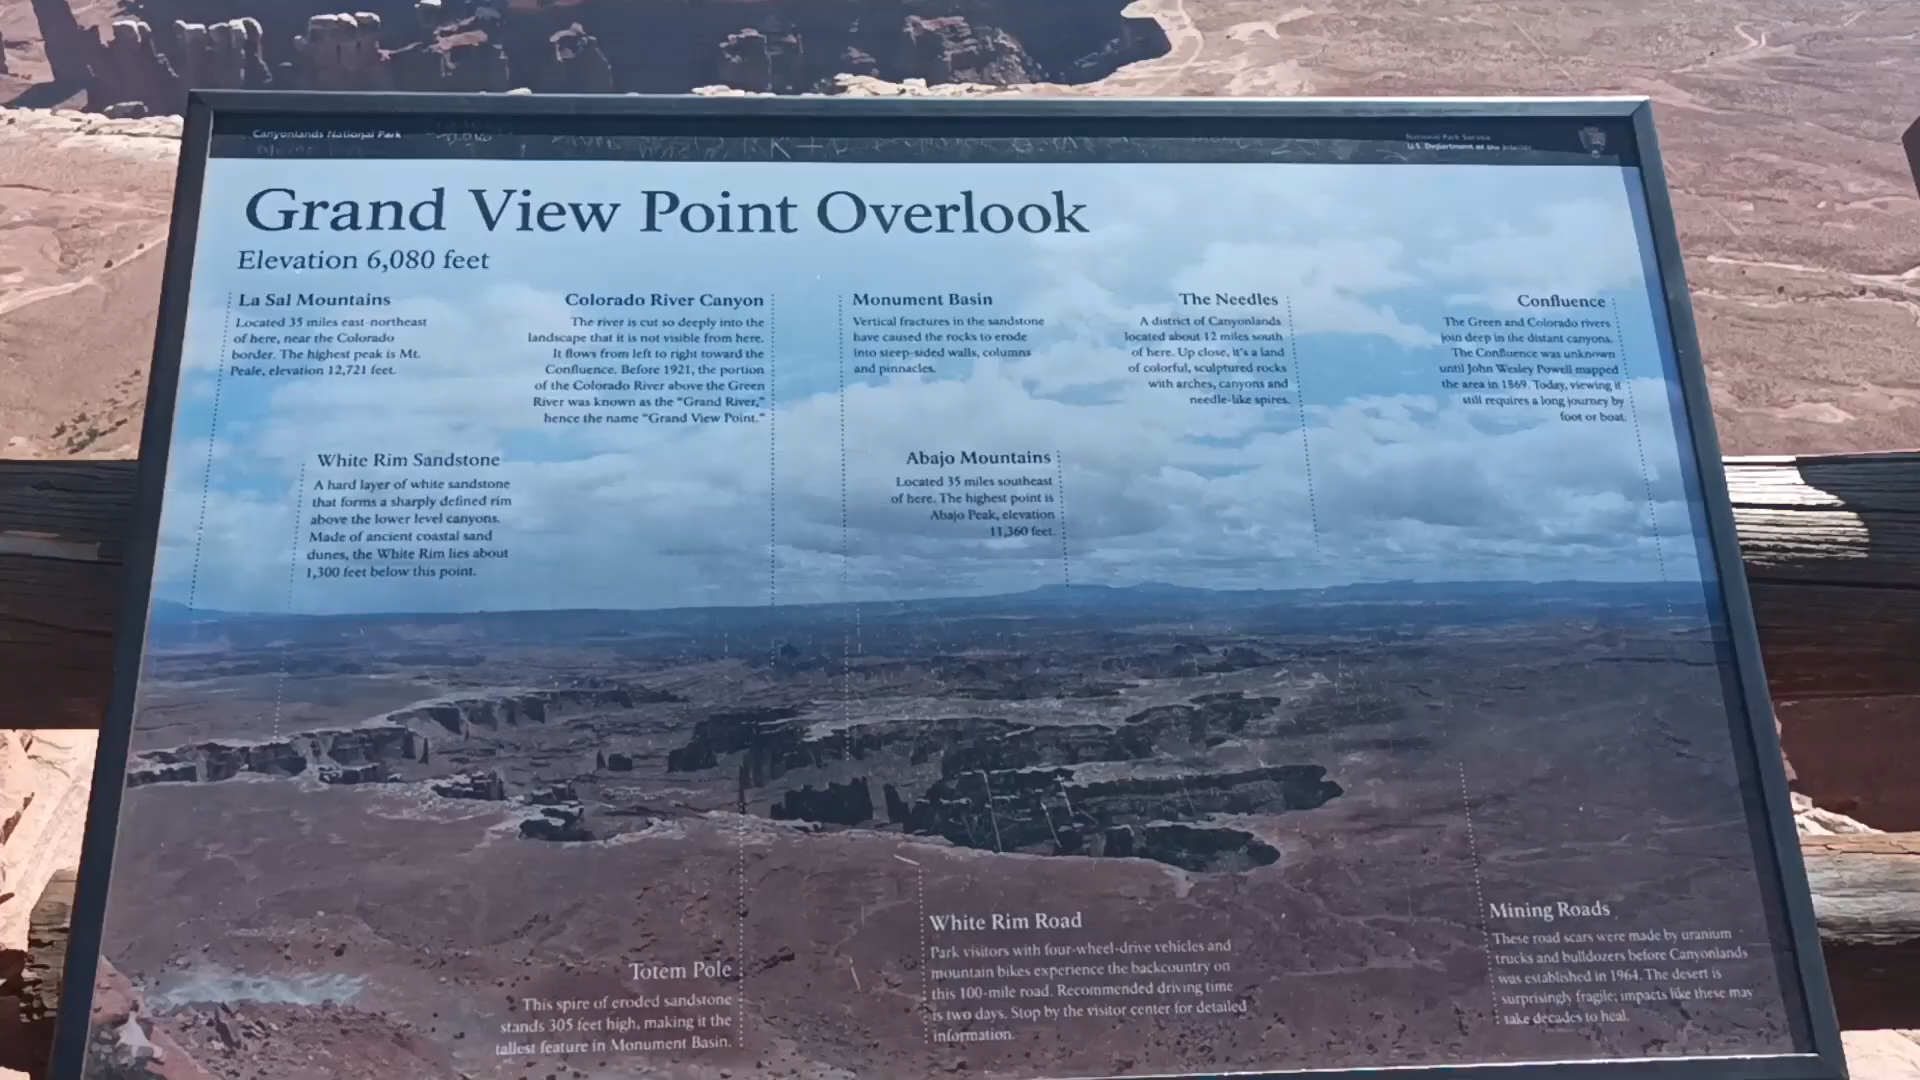 Canyonlands National Park
National Park Service
U.S. Department of the Interior
Grand View Point Overlook
Elevation 6,080 feet
La Sal Mountains
Located 35 miles east-northeast
of here, near the Colorado
border. The highest peak is Mt.
Peale, elevation 12,721 feet.
Colorado River Canyon
The river is cut so deeply into the
landscape that it is not visible from here.
It flows from left to right toward the
Confluence. Before 1921, the portion
of the Colorado River above the Green
River was known as the "Grand River,"
hence the name "Grand View Point."
Monument Basin
Vertical fractures in the sandstone
have caused the rocks to erode
into steep-sided walls, columns
and pinnacles.
The Needles
A district of Canyonlands
located about 12 miles south
of here. Up close, it's a land
of colorful, sculptured rocks
with arches, canyons and
needle-like spires.
Confluence
The Green and Colorado rivers
join deep in the distant canyons.
The Confluence was unknown
until John Wesley Powell mapped
the area in 1869. Today, viewing it
still requires a long journey by
foot or boat.
White Rim Sandstone
A hard layer of white sandstone
that forms a sharply defined rim
above the lower level canyons.
Made of ancient coastal sand
dunes, the White Rim lies about
1,300 feet below this point.
Abajo Mountains
Located 35 miles southeast
of here. The highest point is
Abajo Peak, elevation
11,360 feet.
Totem Pole
This spire of eroded sandstone
stands 305 feet high, making it the
tallest feature in Monument Basin.
White Rim Road
Park visitors with four-wheel-drive vehicles and
mountain bikes experience the backcountry on
this 100-mile road. Recommended driving time
is two days. Stop by the visitor center for detailed
information.
Mining Roads
These road scars were made by uranium
trucks and bulldozers before Canyonlands
was established in 1964. The desert is
surprisingly fragile; impacts like these may
take decades to heal.